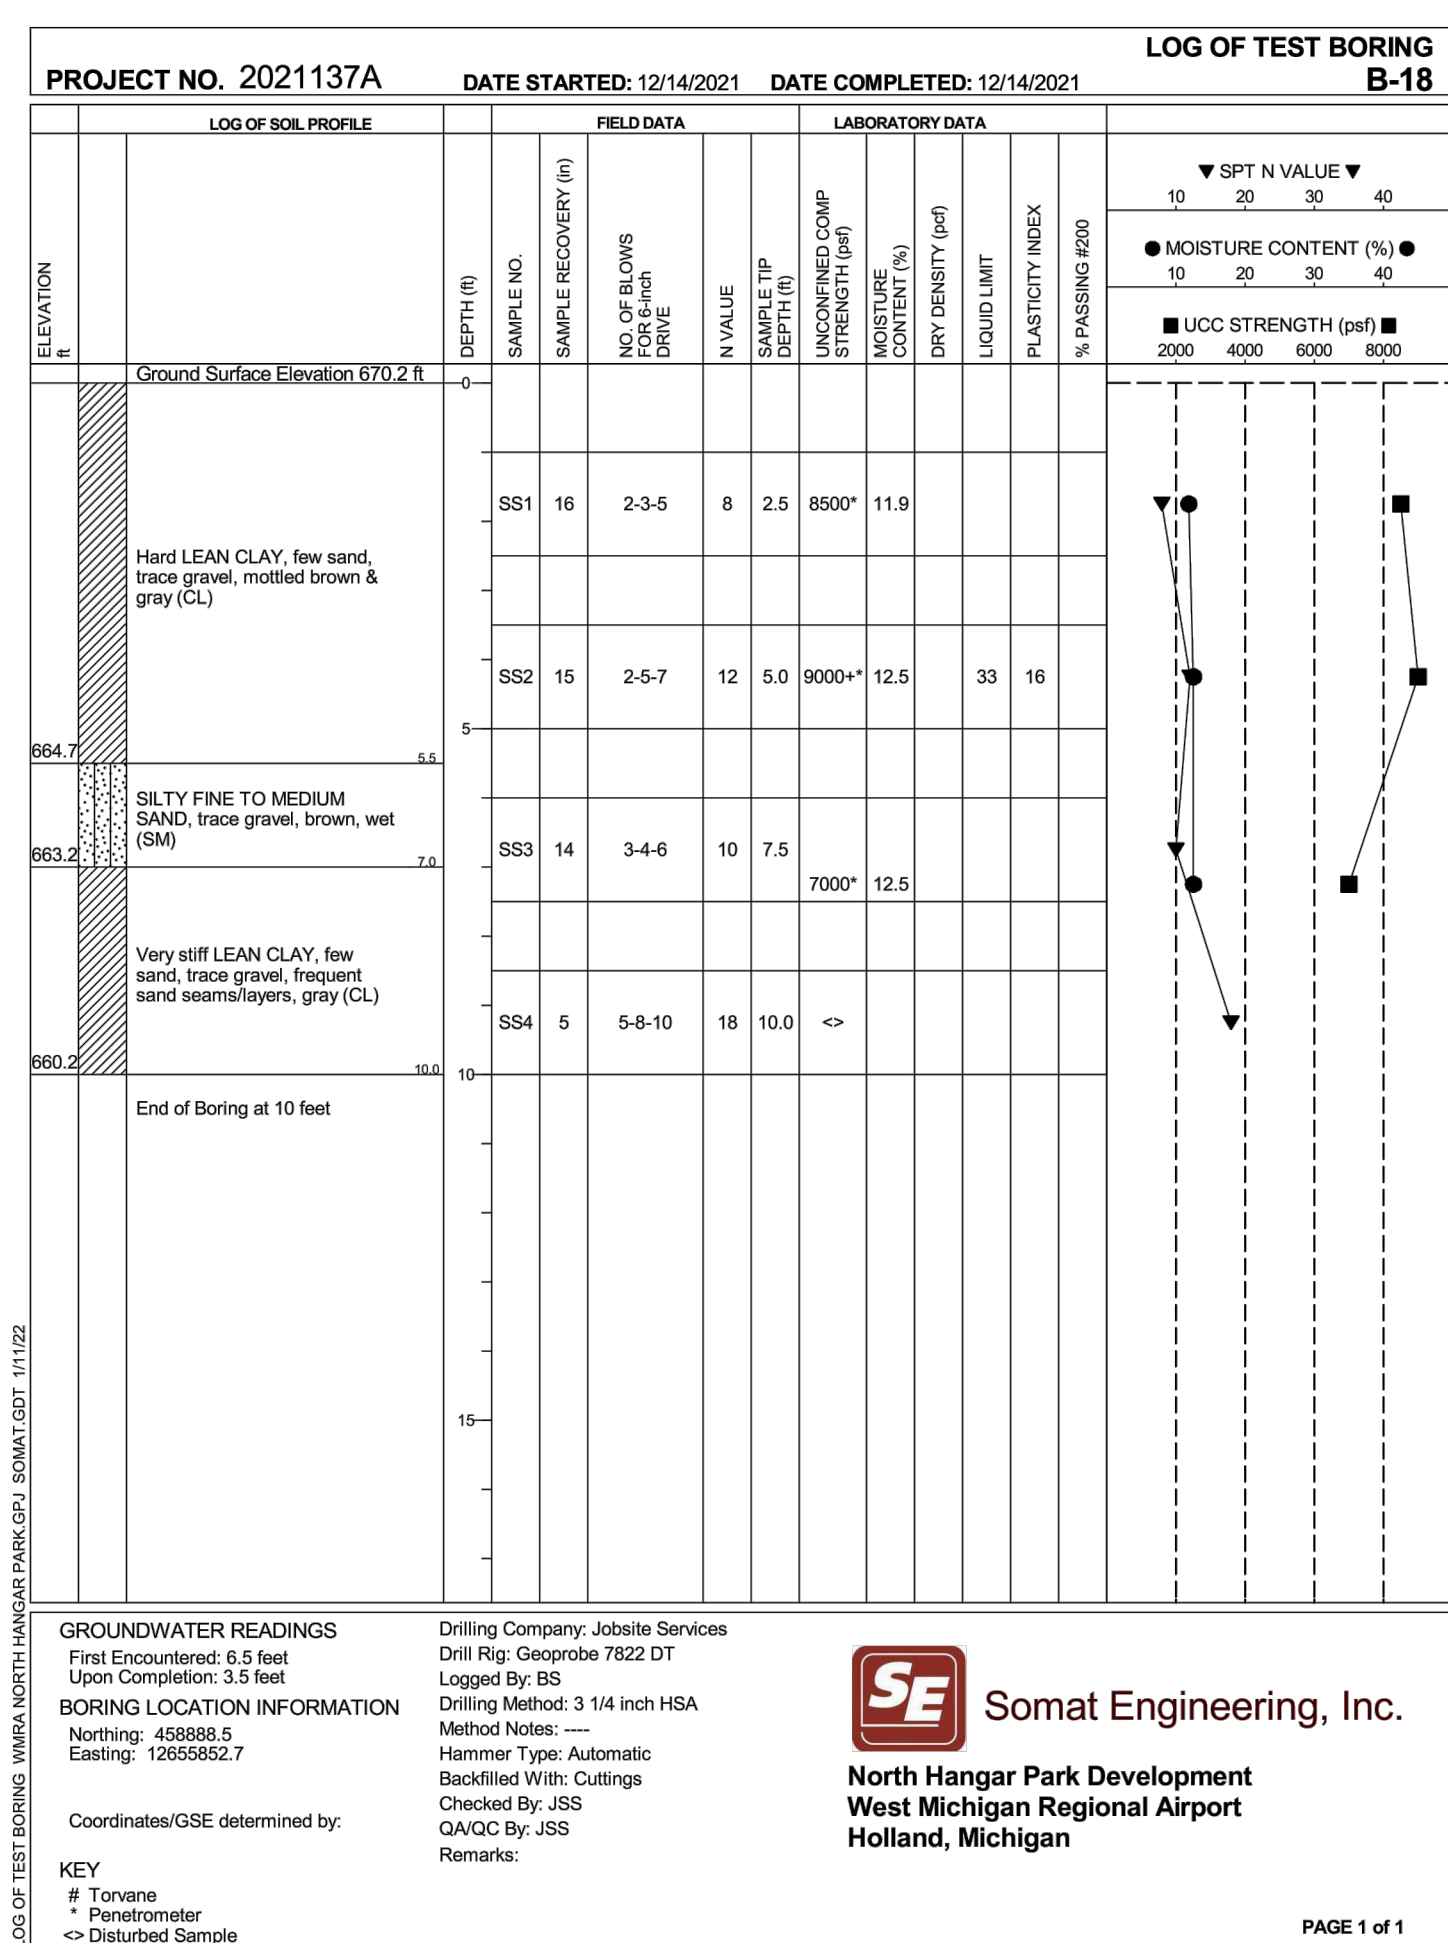 LOG OF TEST BORING
PROJECT NO. 2021137A DATE STARTED: 12/14/2021 DATE COMPLETED: 12/14/2021 B-18
LOG OF SOIL PROFILE FIELD DATA LABORATORY DATA
ELEVATION
ft
DEPTH (ft)
SAMPLE NO.
SAMPLE RECOVERY (in)
NO. OF BLOWS
FOR 6-inch
DRIVE
N VALUE
SAMPLE TIP
DEPTH (ft)
UNCONFINED COMP
STRENGTH (psf)
MOISTURE
CONTENT (%)
DRY DENSITY (pcf)
LIQUID LIMIT
PLASTICITY INDEX
% PASSING #200
▼ SPT N VALUE ▼
10 20 30 40
● MOISTURE CONTENT (%) ●
10 20 30 40
■ UCC STRENGTH (psf) ■
2000 4000 6000 8000
Ground Surface Elevation 670.2 ft
0
SS1 16 2-3-5 8 2.5 8500* 11.9
Hard LEAN CLAY, few sand,
trace gravel, mottled brown &
gray (CL)
SS2 15 2-5-7 12 5.0 9000+* 12.5 33 16
5
664.7 5.5
SILTY FINE TO MEDIUM
SAND, trace gravel, brown, wet
(SM)
SS3 14 3-4-6 10 7.5
663.2 7.0
7000* 12.5
Very stiff LEAN CLAY, few
sand, trace gravel, frequent
sand seams/layers, gray (CL)
SS4 5 5-8-10 18 10.0 <>
660.2 10.0
10
End of Boring at 10 feet
15
LOG OF TEST BORING WMRA NORTH HANGAR PARK.GPJ SOMAT.GDT 1/11/22
GROUNDWATER READINGS
First Encountered: 6.5 feet
Upon Completion: 3.5 feet
BORING LOCATION INFORMATION
Northing: 458888.5
Easting: 12655852.7
Coordinates/GSE determined by:
KEY
# Torvane
* Penetrometer
<> Disturbed Sample
Drilling Company: Jobsite Services
Drill Rig: Geoprobe 7822 DT
Logged By: BS
Drilling Method: 3 1/4 inch HSA
Method Notes: ----
Hammer Type: Automatic
Backfilled With: Cuttings
Checked By: JSS
QA/QC By: JSS
Remarks:
SE
Somat Engineering, Inc.
North Hangar Park Development
West Michigan Regional Airport
Holland, Michigan
PAGE 1 of 1